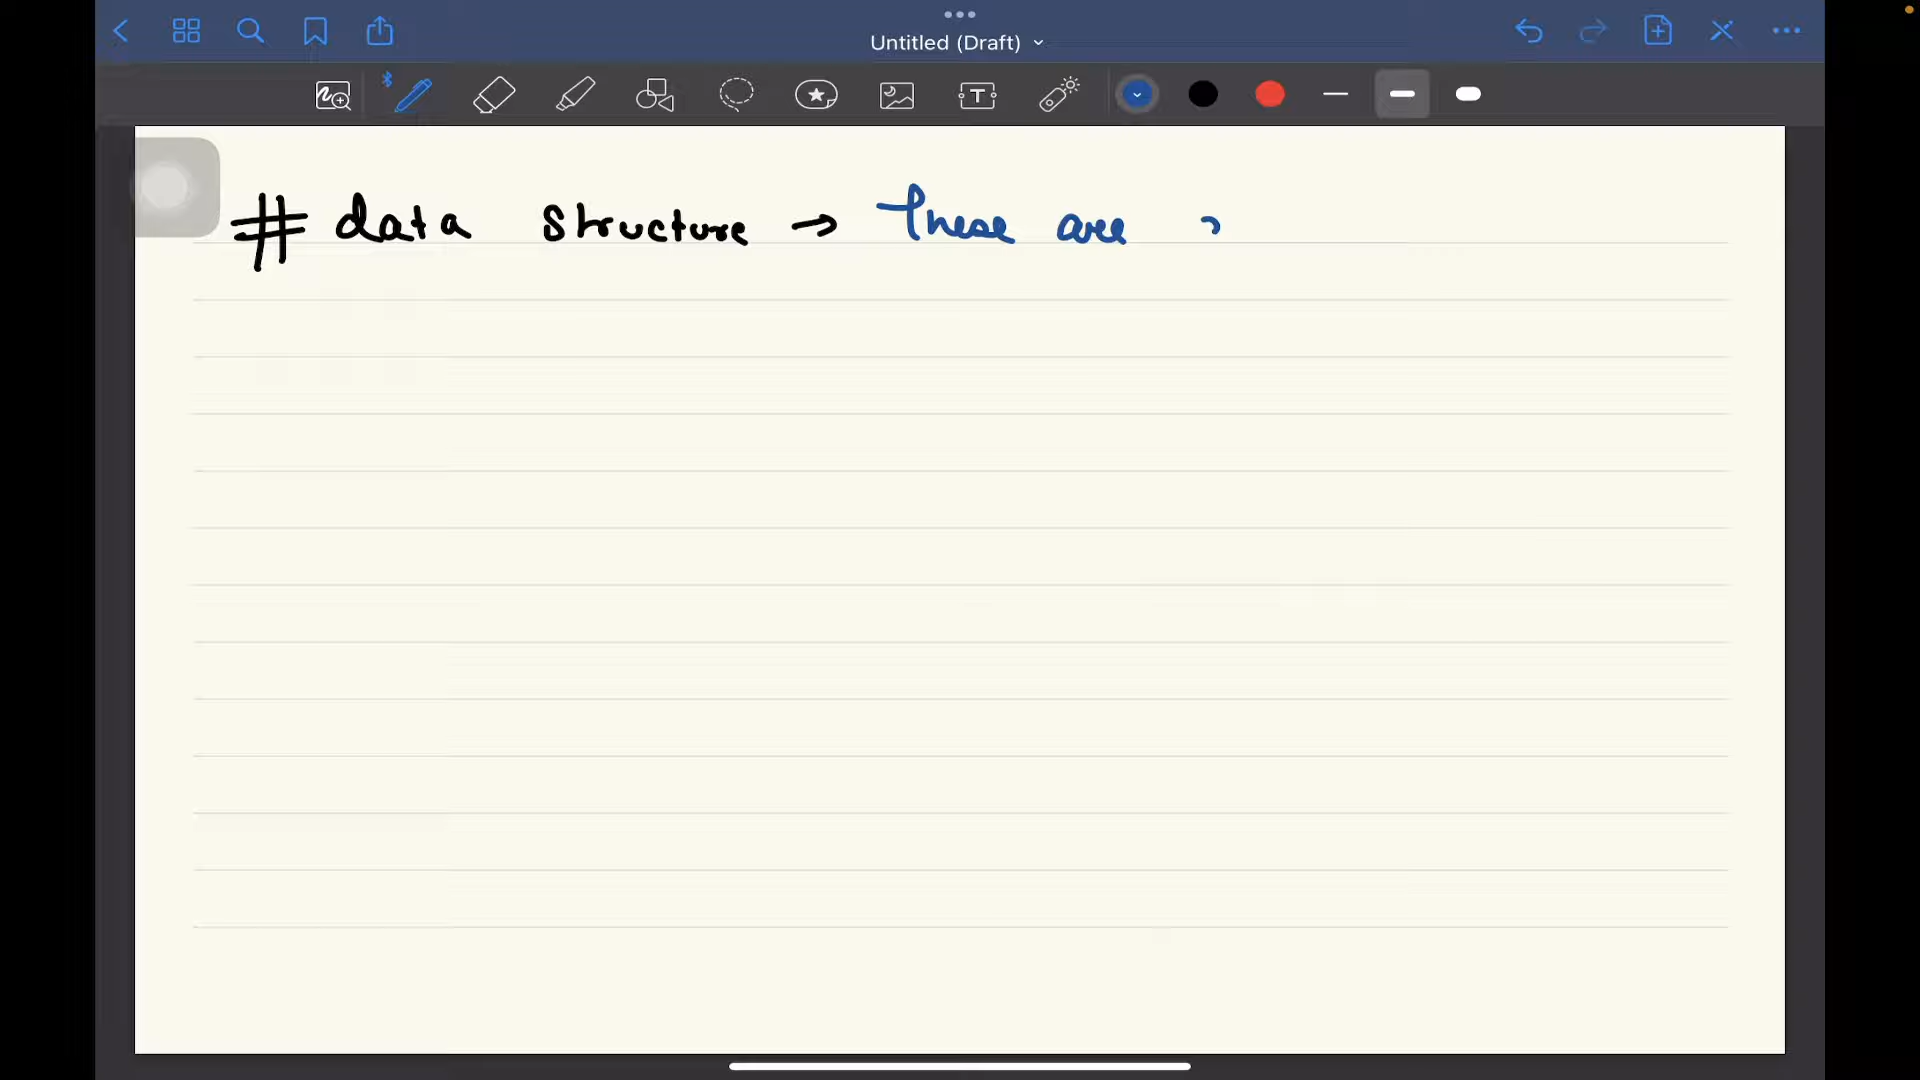 Untitled (Draft)
T
# data structure → These are